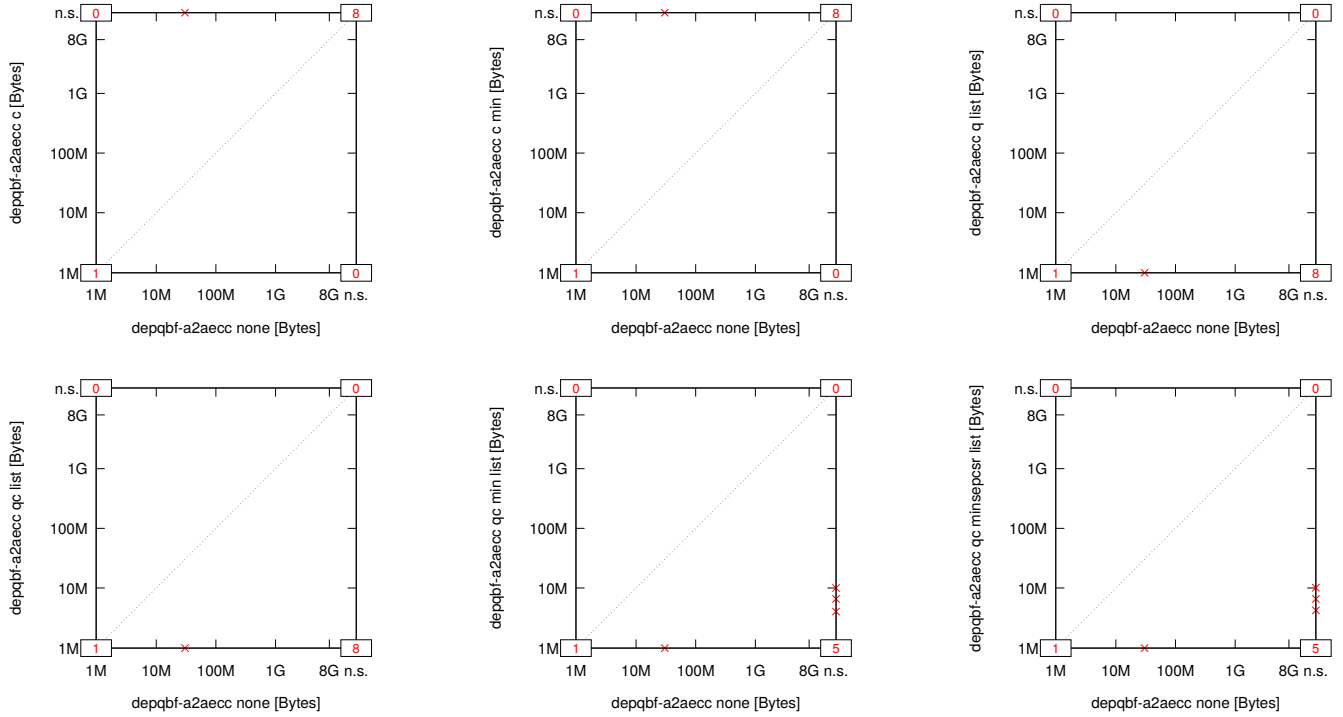 depqbf-a2aecc c [Bytes]
n.s.
8G
1G
100M
10M
1M
0
8
1
0
1M 10M 100M 1G 8G n.s.
depqbf-a2aecc none [Bytes]
depqbf-a2aecc c min [Bytes]
n.s.
8G
1G
100M
10M
1M
0
8
1
0
1M 10M 100M 1G 8G n.s.
depqbf-a2aecc none [Bytes]
depqbf-a2aecc q list [Bytes]
n.s.
8G
1G
100M
10M
1M
0
0
1
8
1M 10M 100M 1G 8G n.s.
depqbf-a2aecc none [Bytes]
depqbf-a2aecc qc list [Bytes]
n.s.
8G
1G
100M
10M
1M
0
0
1
8
1M 10M 100M 1G 8G n.s.
depqbf-a2aecc none [Bytes]
depqbf-a2aecc qc min list [Bytes]
n.s.
8G
1G
100M
10M
1M
0
0
1
5
1M 10M 100M 1G 8G n.s.
depqbf-a2aecc none [Bytes]
depqbf-a2aecc qc minsepcsr list [Bytes]
n.s.
8G
1G
100M
10M
1M
0
0
1
5
1M 10M 100M 1G 8G n.s.
depqbf-a2aecc none [Bytes]